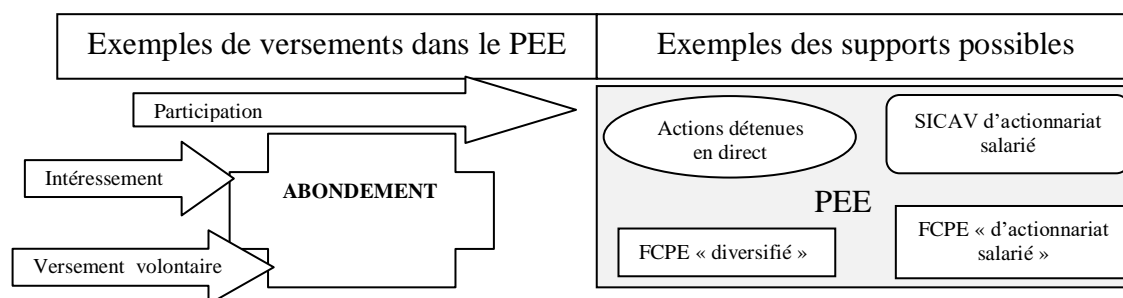 Exemples de versements dans le PEE
Exemples des supports possibles
Participation
Intéressement
Versement volontaire
ABONDEMENT
Actions détenues
en direct
SICAV d'actionnariat
salarié
PEE
FCPE « diversifié »
FCPE « d'actionnariat
salarié »